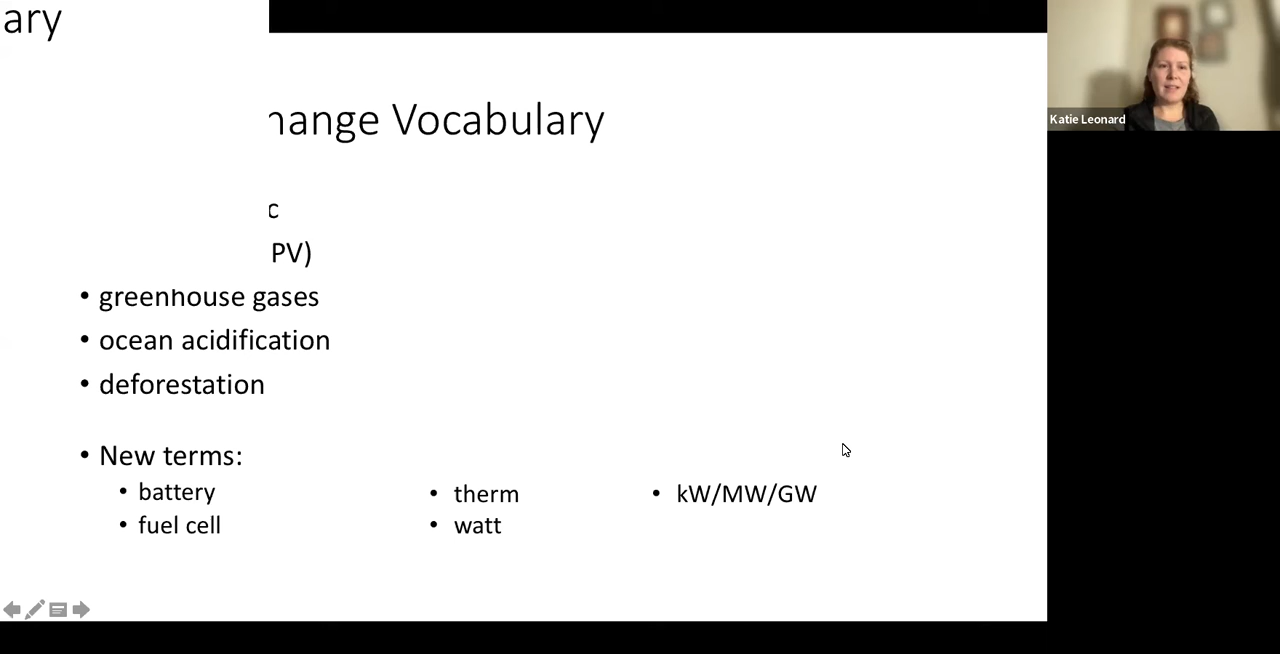 ary
Katie Leonard
hange Vocabulary
c
PV)
• greenhouse gases
• ocean acidification
• deforestation
• New terms:
• battery • therm • kW/MW/GW
• fuel cell • watt